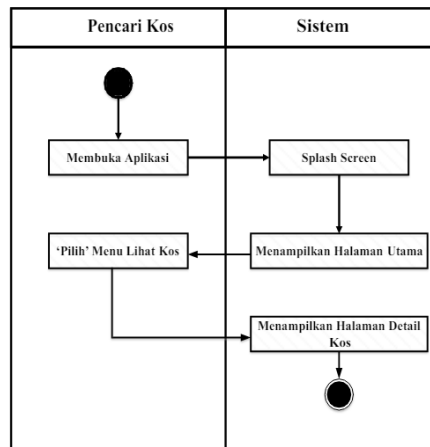 Pencari Kos
Sistem
Membuka Aplikasi
Splash Screen
'Pilih' Menu Lihat Kos
Menampilkan Halaman Utama
Menampilkan Halaman Detail
Kos